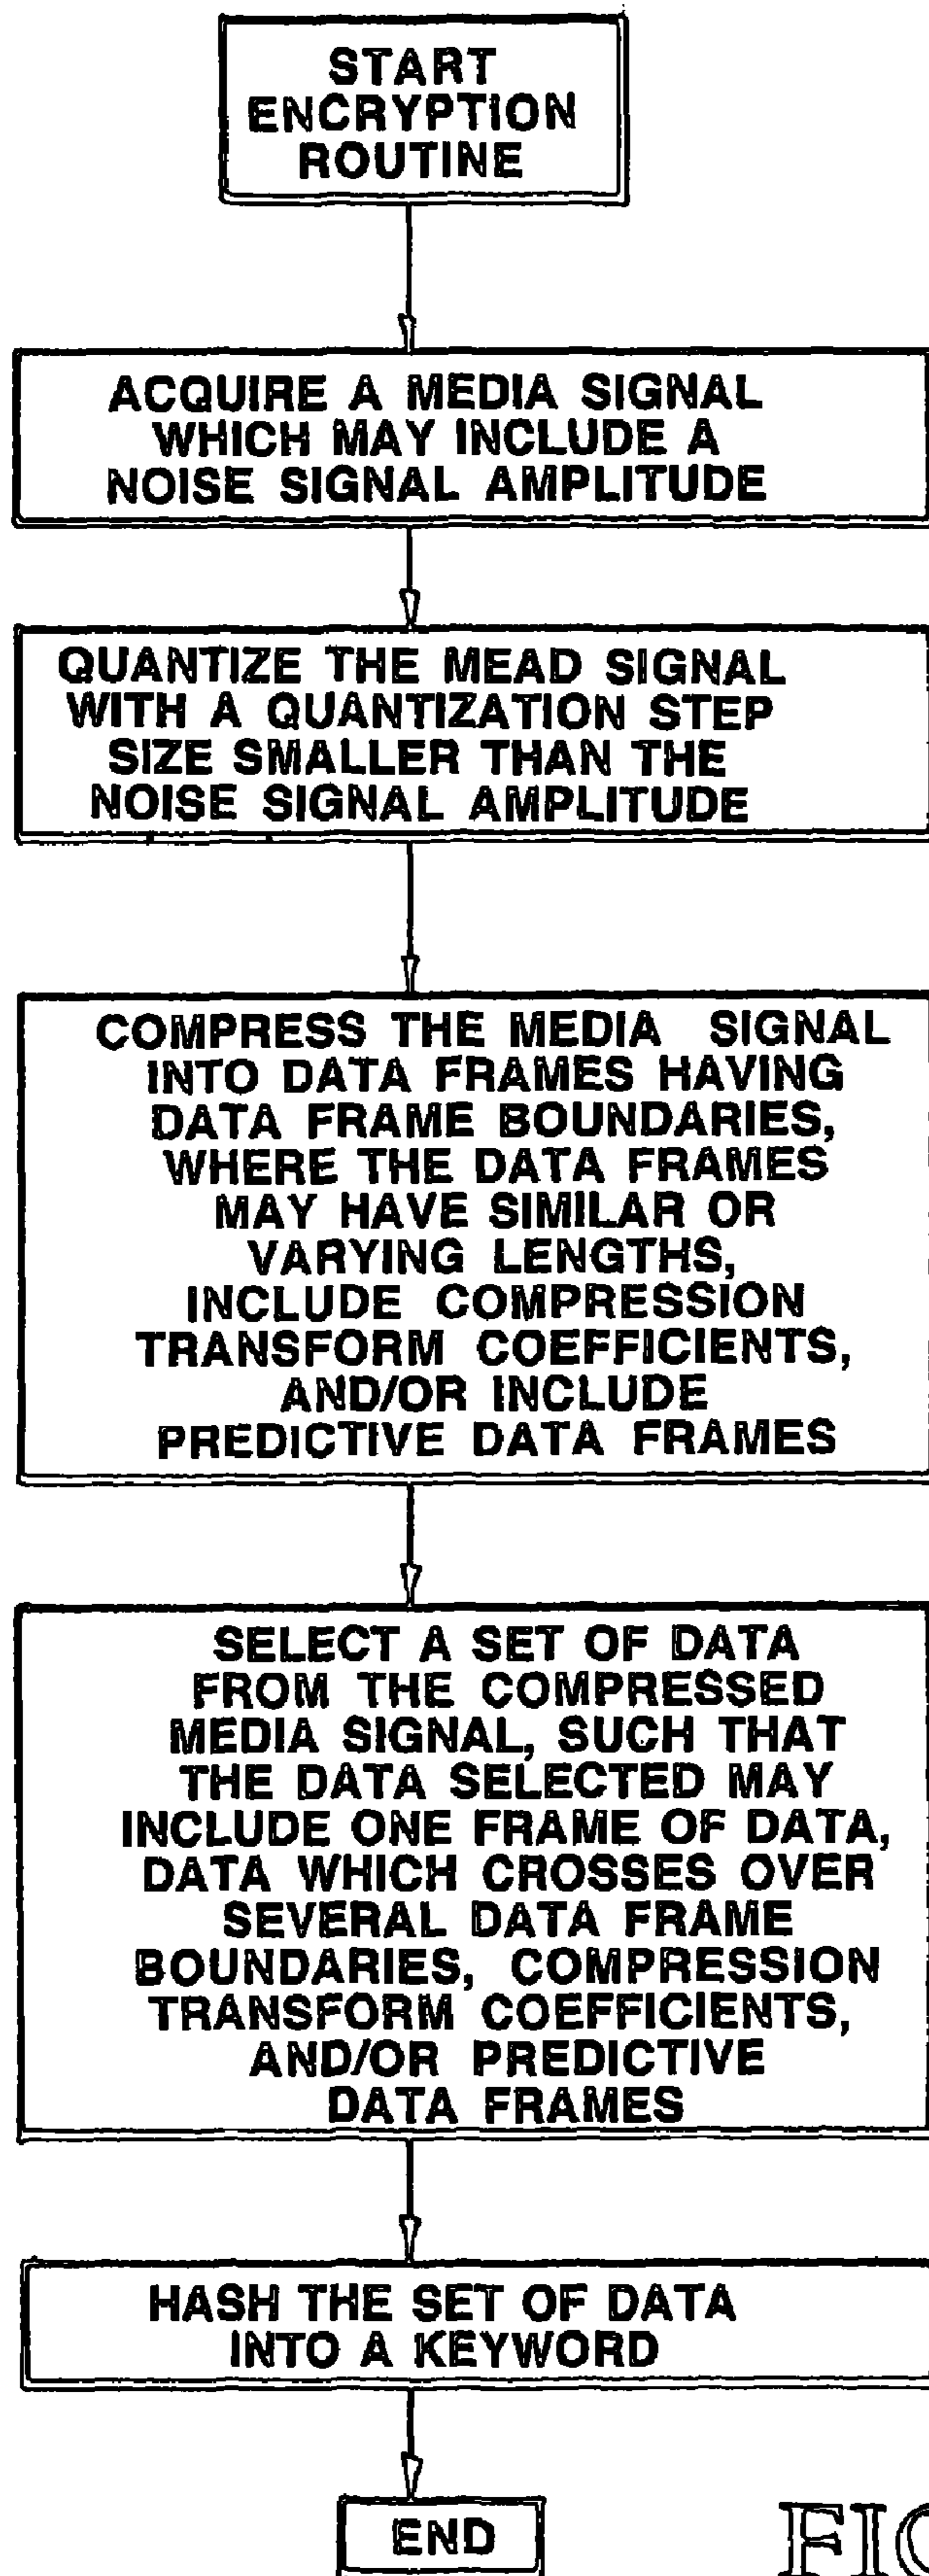 START
ENCRYPTION
ROUTINE
ACQUIRE A MEDIA SIGNAL
WHICH MAY INCLUDE A
NOISE SIGNAL AMPLITUDE
QUANTIZE THE MEAD SIGNAL
WITH A QUANTIZATION STEP
SIZE SMALLER THAN THE
NOISE SIGNAL AMPLITUDE
COMPRESS THE MEDIA SIGNAL
INTO DATA FRAMES HAVING
DATA FRAME BOUNDARIES,
WHERE THE DATA FRAMES
MAY HAVE SIMILAR OR
VARYING LENGTHS,
INCLUDE COMPRESSION
TRANSFORM COEFFICIENTS,
AND/OR INCLUDE
PREDICTIVE DATA FRAMES
SELECT A SET OF DATA
FROM THE COMPRESSED
MEDIA SIGNAL, SUCH THAT
THE DATA SELECTED MAY
INCLUDE ONE FRAME OF DATA,
DATA WHICH CROSSES OVER
SEVERAL DATA FRAME
BOUNDARIES, COMPRESSION
TRANSFORM COEFFICIENTS,
AND/OR PREDICTIVE
DATA FRAMES
HASH THE SET OF DATA
INTO A KEYWORD
END